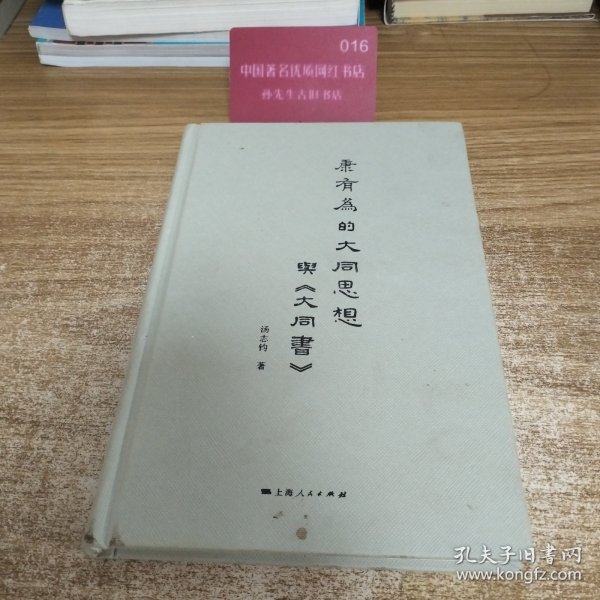 016
中国著名优质网红书店
孙先生古旧书店
康有為的大同思想
與《大同書》
汤志钧 著
上海人民出版社
孔夫子旧书网
www.kongfz.com